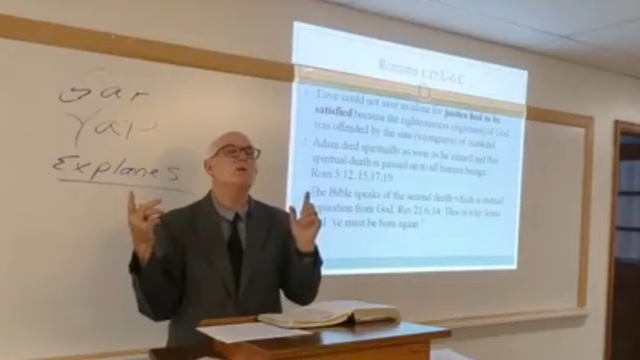 Sar
Yap
Explanes
Romans 1:17 L-6 C
Love could not save us alone for justice had to be
satisfied because the righteousness (rightness) of God
was offended by the sins (wrongness) of mankind
Adam died spiritually as soon as he sinned and this
spiritual death is passed on to all human beings.
Rom 5:12, 15,17,19.
The Bible speaks of the second death which is eternal
separation from God, Rev 21:6,14. This is why Jesus
said "ye must be born again"